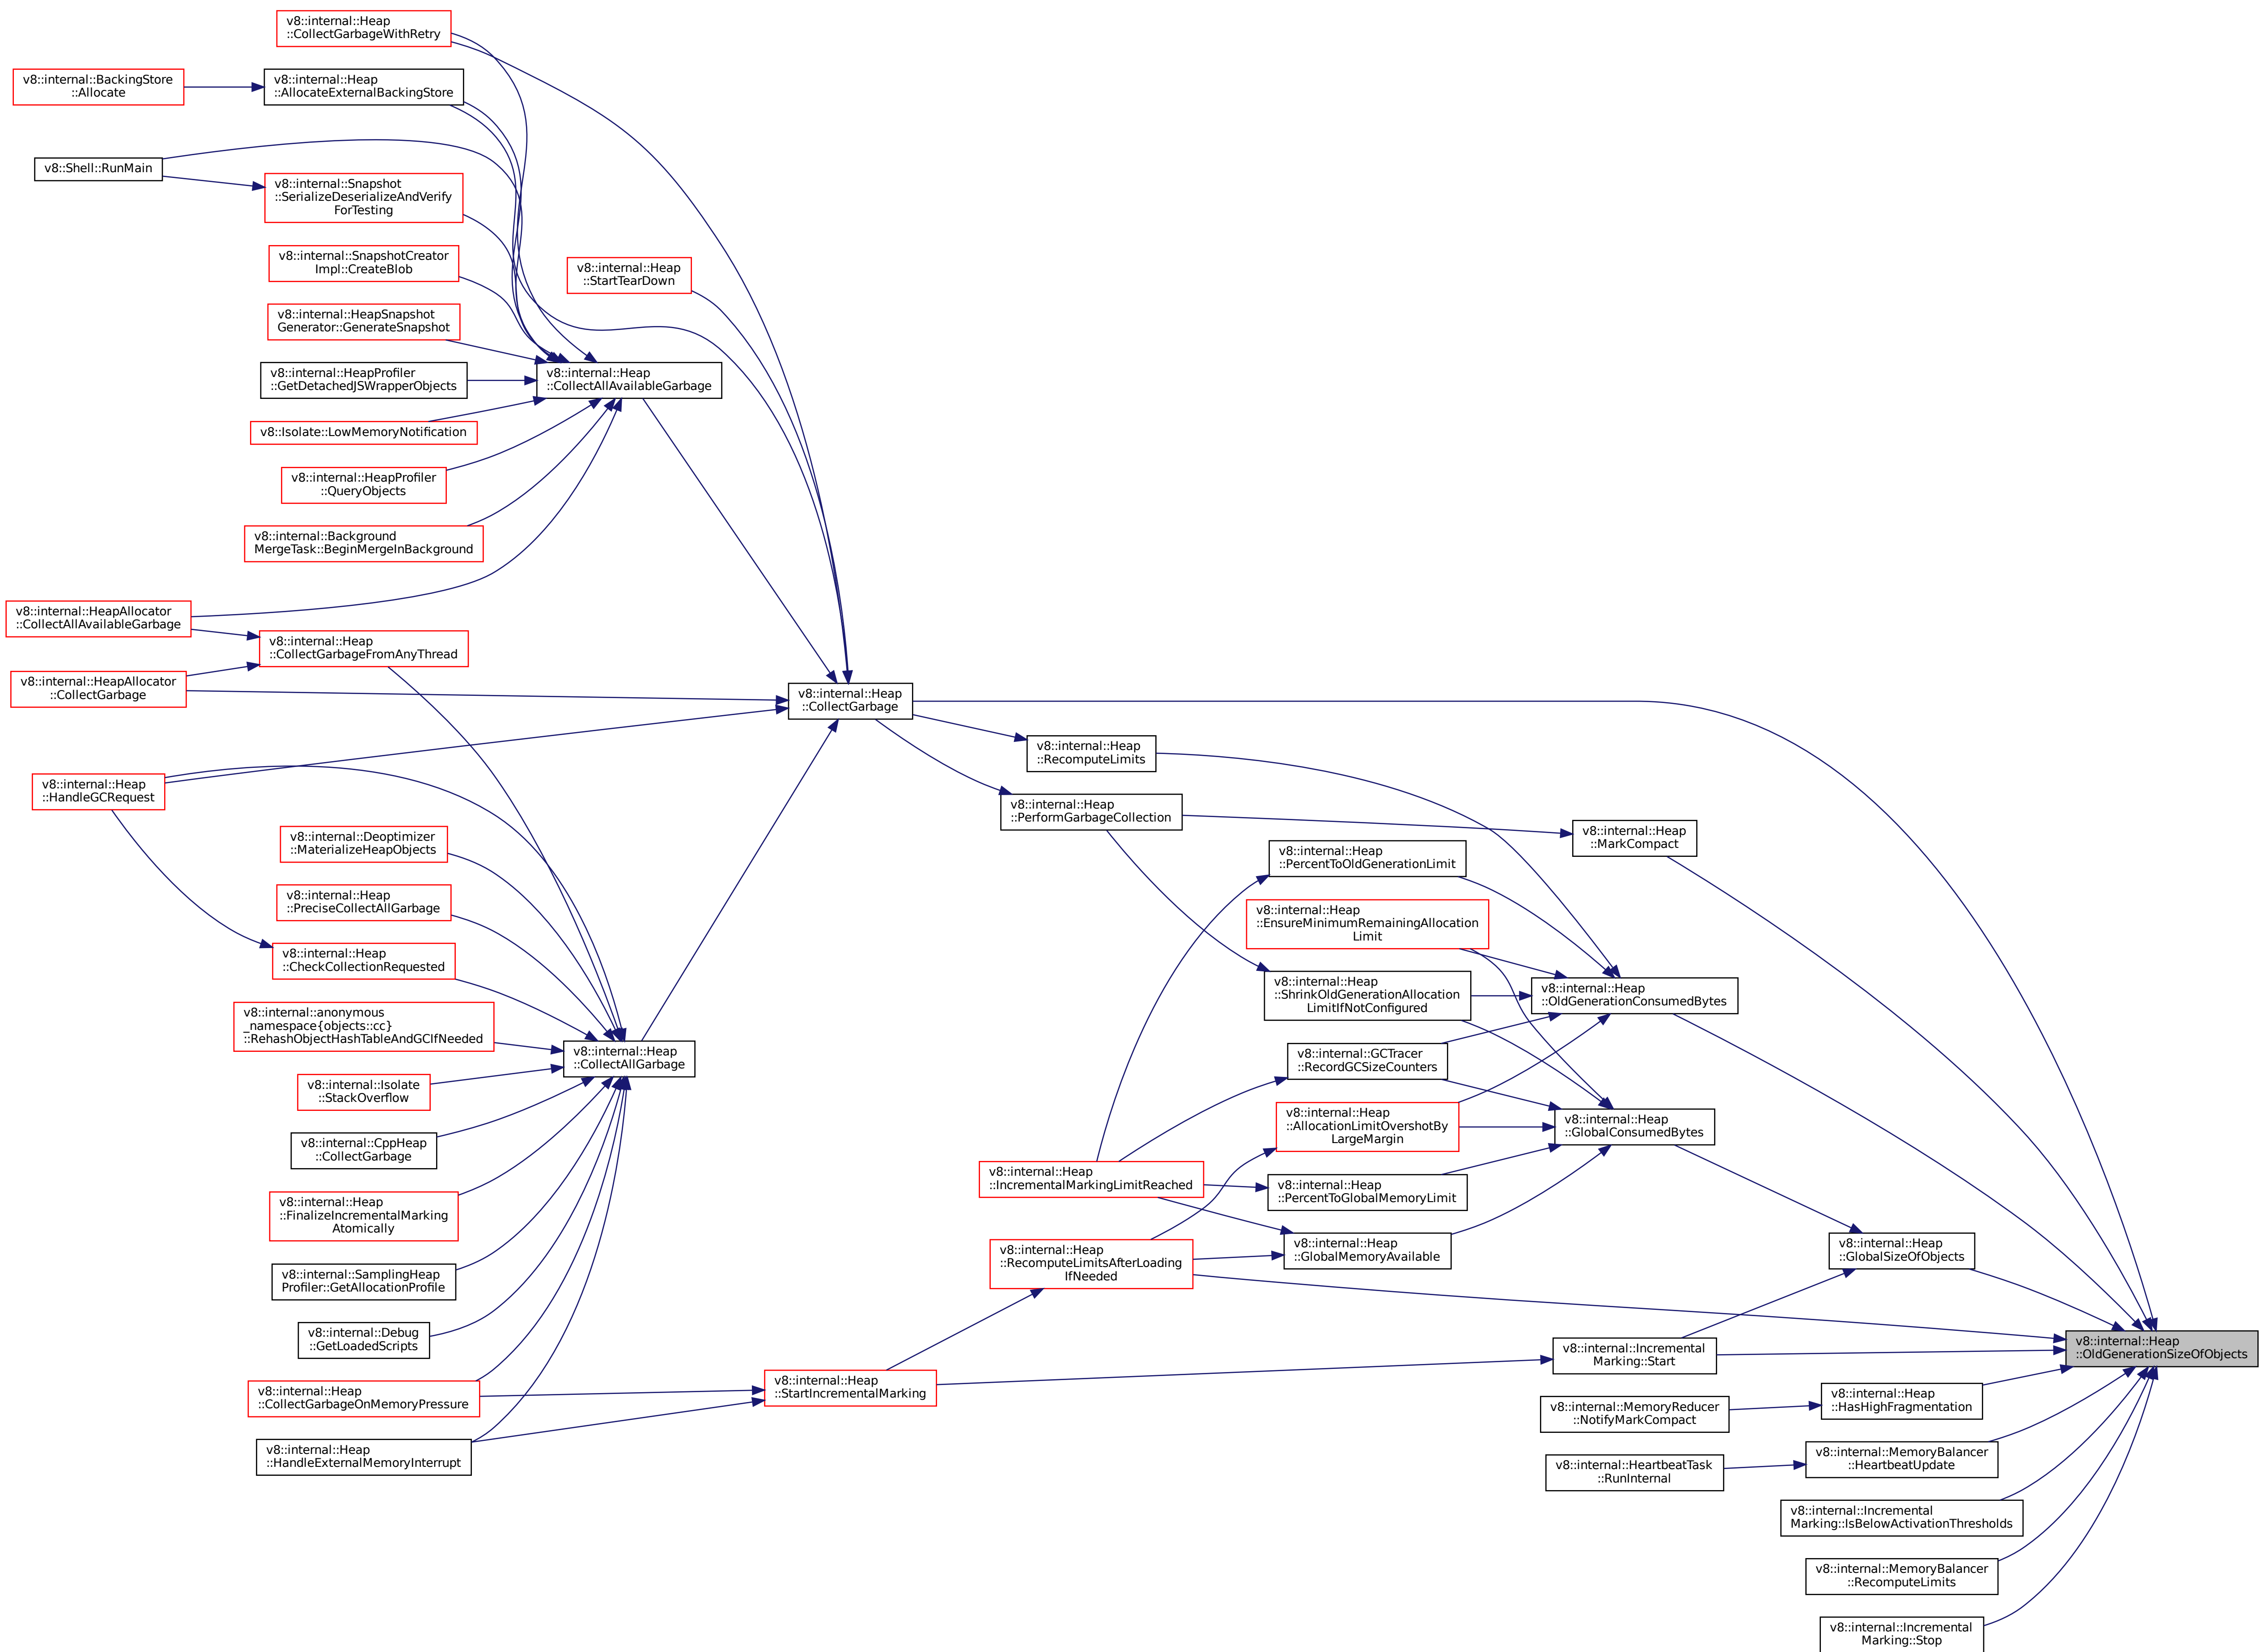 v8::internal::Heap
::CollectGarbageWithRetry
v8::internal::BackingStore
::Allocate
v8::internal::Heap
::AllocateExternalBackingStore
v8::Shell::RunMain
v8::internal::Snapshot
::SerializeDeserializeAndVerify
ForTesting
v8::internal::SnapshotCreator
Impl::CreateBlob
v8::internal::Heap
::StartTearDown
v8::internal::HeapSnapshot
Generator::GenerateSnapshot
v8::internal::HeapProfiler
::GetDetachedJSWrapperObjects
v8::internal::Heap
::CollectAllAvailableGarbage
v8::Isolate::LowMemoryNotification
v8::internal::HeapProfiler
::QueryObjects
v8::internal::Background
MergeTask::BeginMergeInBackground
v8::internal::HeapAllocator
::CollectAllAvailableGarbage
v8::internal::Heap
::CollectGarbageFromAnyThread
v8::internal::HeapAllocator
::CollectGarbage
v8::internal::Heap
::CollectGarbage
v8::internal::Heap
::RecomputeLimits
v8::internal::Heap
::HandleGCRequest
v8::internal::Heap
::PerformGarbageCollection
v8::internal::Heap
::MarkCompact
v8::internal::Deoptimizer
::MaterializeHeapObjects
v8::internal::Heap
::PercentToOldGenerationLimit
v8::internal::Heap
::PreciseCollectAllGarbage
v8::internal::Heap
::EnsureMinimumRemainingAllocation
Limit
v8::internal::Heap
::CheckCollectionRequested
v8::internal::Heap
::ShrinkOldGenerationAllocation
LimitIfNotConfigured
v8::internal::Heap
::OldGenerationConsumedBytes
v8::internal::anonymous
_namespace{objects::cc}
::RehashObjectHashTableAndGCIfNeeded
v8::internal::Heap
::CollectAllGarbage
v8::internal::GCTracer
::RecordGCSizeCounters
v8::internal::Isolate
::StackOverflow
v8::internal::Heap
::AllocationLimitOvershotBy
LargeMargin
v8::internal::Heap
::GlobalConsumedBytes
v8::internal::CppHeap
::CollectGarbage
v8::internal::Heap
::IncrementalMarkingLimitReached
v8::internal::Heap
::PercentToGlobalMemoryLimit
v8::internal::Heap
::FinalizeIncrementalMarking
Atomically
v8::internal::Heap
::RecomputeLimitsAfterLoading
IfNeeded
v8::internal::Heap
::GlobalMemoryAvailable
v8::internal::Heap
::GlobalSizeOfObjects
v8::internal::SamplingHeap
Profiler::GetAllocationProfile
v8::internal::Debug
::GetLoadedScripts
v8::internal::Incremental
Marking::Start
v8::internal::Heap
::OldGenerationSizeOfObjects
v8::internal::Heap
::CollectGarbageOnMemoryPressure
v8::internal::Heap
::StartIncrementalMarking
v8::internal::MemoryReducer
::NotifyMarkCompact
v8::internal::Heap
::HasHighFragmentation
v8::internal::Heap
::HandleExternalMemoryInterrupt
v8::internal::HeartbeatTask
::RunInternal
v8::internal::MemoryBalancer
::HeartbeatUpdate
v8::internal::Incremental
Marking::IsBelowActivationThresholds
v8::internal::MemoryBalancer
::RecomputeLimits
v8::internal::Incremental
Marking::Stop